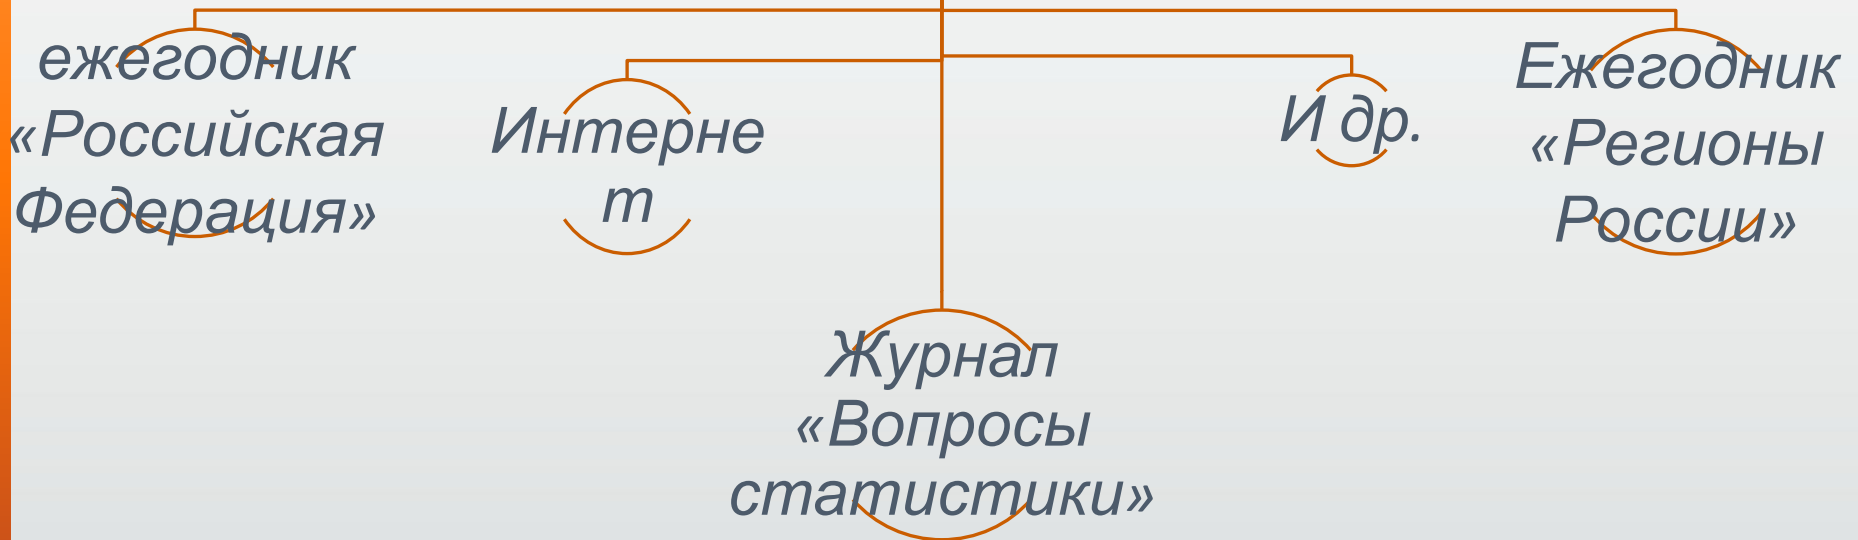 ежегодник
«Российская
Федерация»
Интерне
т
Журнал
«Вопросы
статистики»
И др.
Ежегодник
«Регионы
России»